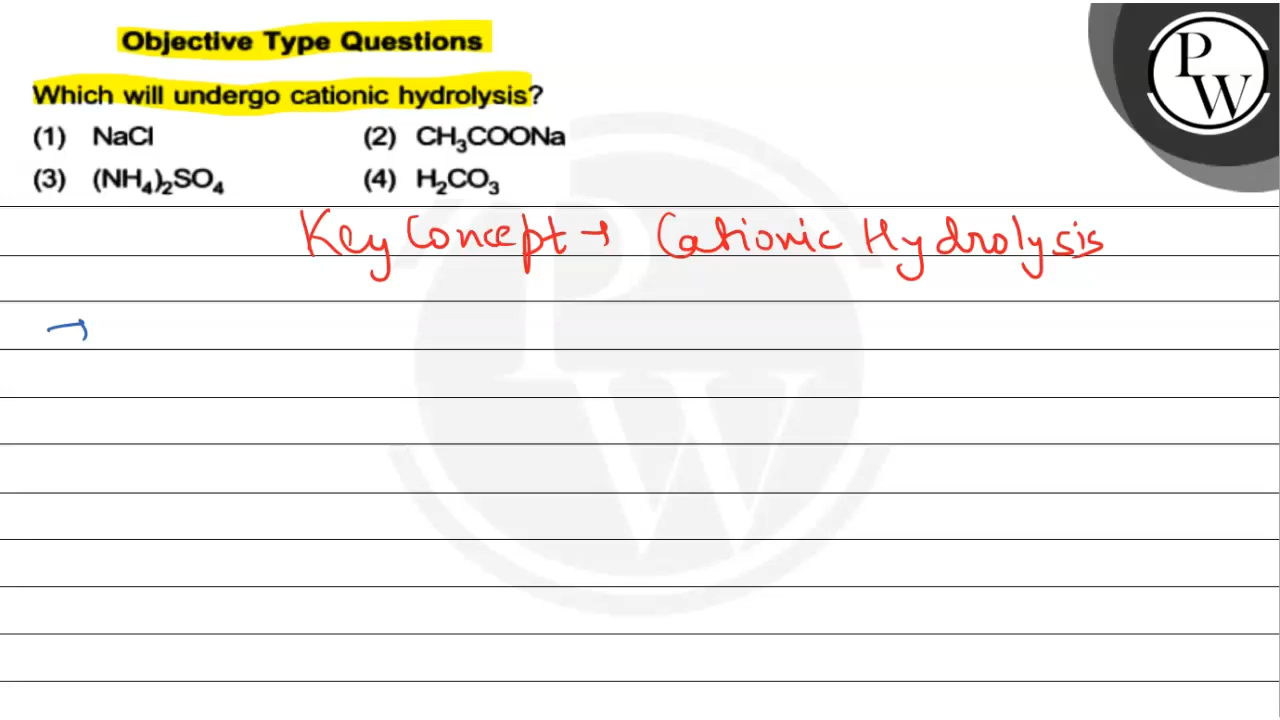 Objective Type Questions
Which will undergo cationic hydrolysis?
(1) NaCl (2) CH₃COONa
(3) (NH₄)₂SO₄ (4) H₂CO₃
Key Concept → Cationic Hydrolysis
→
P
W
P
W